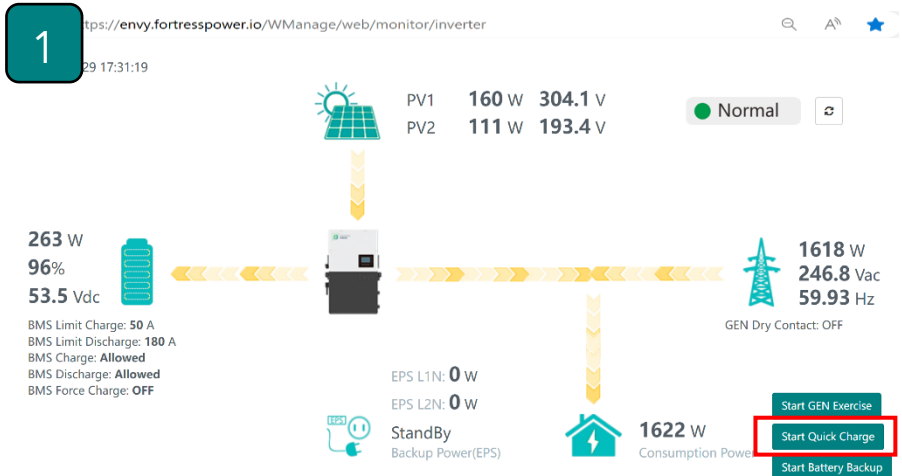 1
tps://envy.fortresspower.io/WManage/web/monitor/inverter
29 17:31:19
PV1 160 W 304.1 V
PV2 111 W 193.4 V
Normal
263 W
96%
53.5 Vdc
BMS Limit Charge: 50 A
BMS Limit Discharge: 180 A
BMS Charge: Allowed
BMS Discharge: Allowed
BMS Force Charge: OFF
1618 W
246.8 Vac
59.93 Hz
GEN Dry Contact: OFF
EPS L1N: 0 W
EPS L2N: 0 W
EPS
StandBy
Backup Power(EPS)
1622 W
Consumption Power
Start GEN Exercise
Start Quick Charge
Start Battery Backup